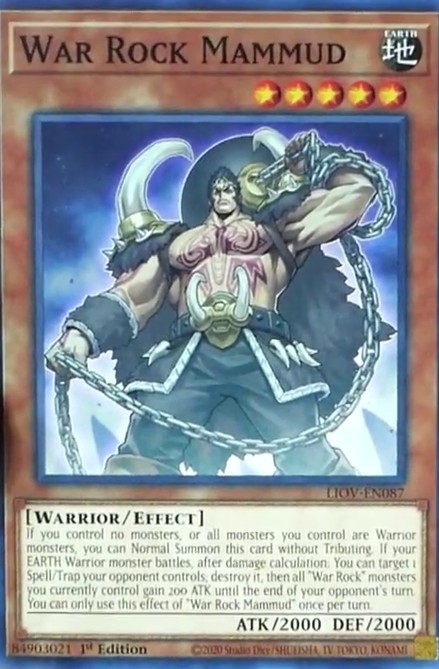 War Rock Mammud
EARTH
地
LIOV-EN087
[Warrior/Effect]
If you control no monsters, or all monsters you control are Warrior
monsters, you can Normal Summon this card without Tributing. If your
EARTH Warrior monster battles, after damage calculation: You can target 1
Spell/Trap your opponent controls; destroy it, then all "War Rock" monsters
you currently control gain 200 ATK until the end of your opponent's turn.
You can only use this effect of "War Rock Mammud" once per turn.
ATK/2000 DEF/2000
84903021 1st Edition
©2020 Studio Dice/SHUEISHA, TV TOKYO, KONAMI